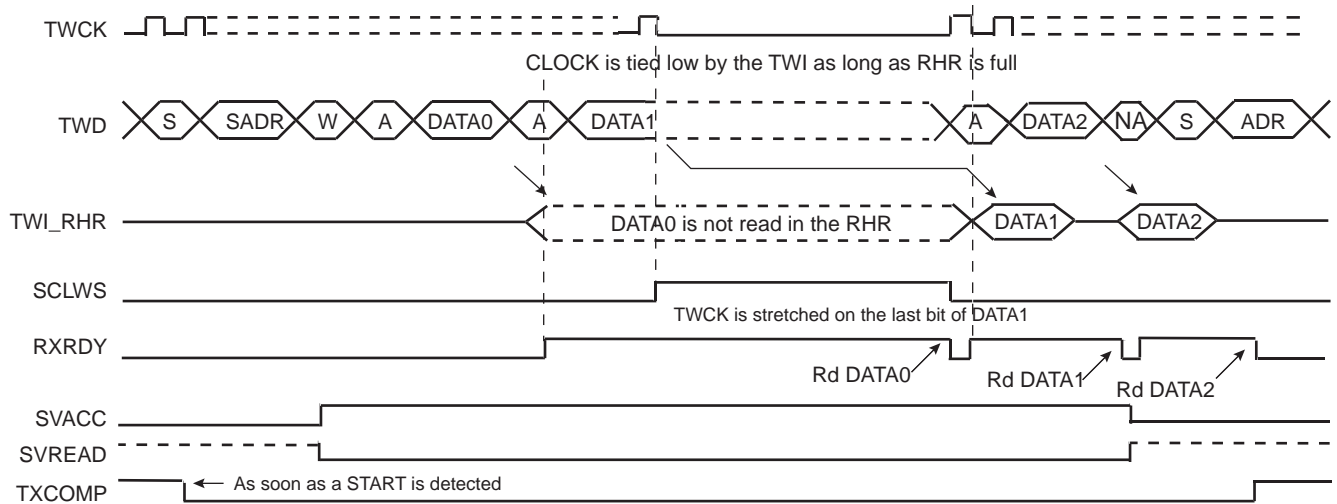 TWCK
CLOCK is tied low by the TWI as long as RHR is full
TWD S SADR W A DATA0 A DATA1 A DATA2 NA S ADR
TWI_RHR DATA0 is not read in the RHR DATA1 DATA2
SCLWS
TWCK is stretched on the last bit of DATA1
RXRDY
Rd DATA0 Rd DATA1 Rd DATA2
SVACC
SVREAD
TXCOMP As soon as a START is detected